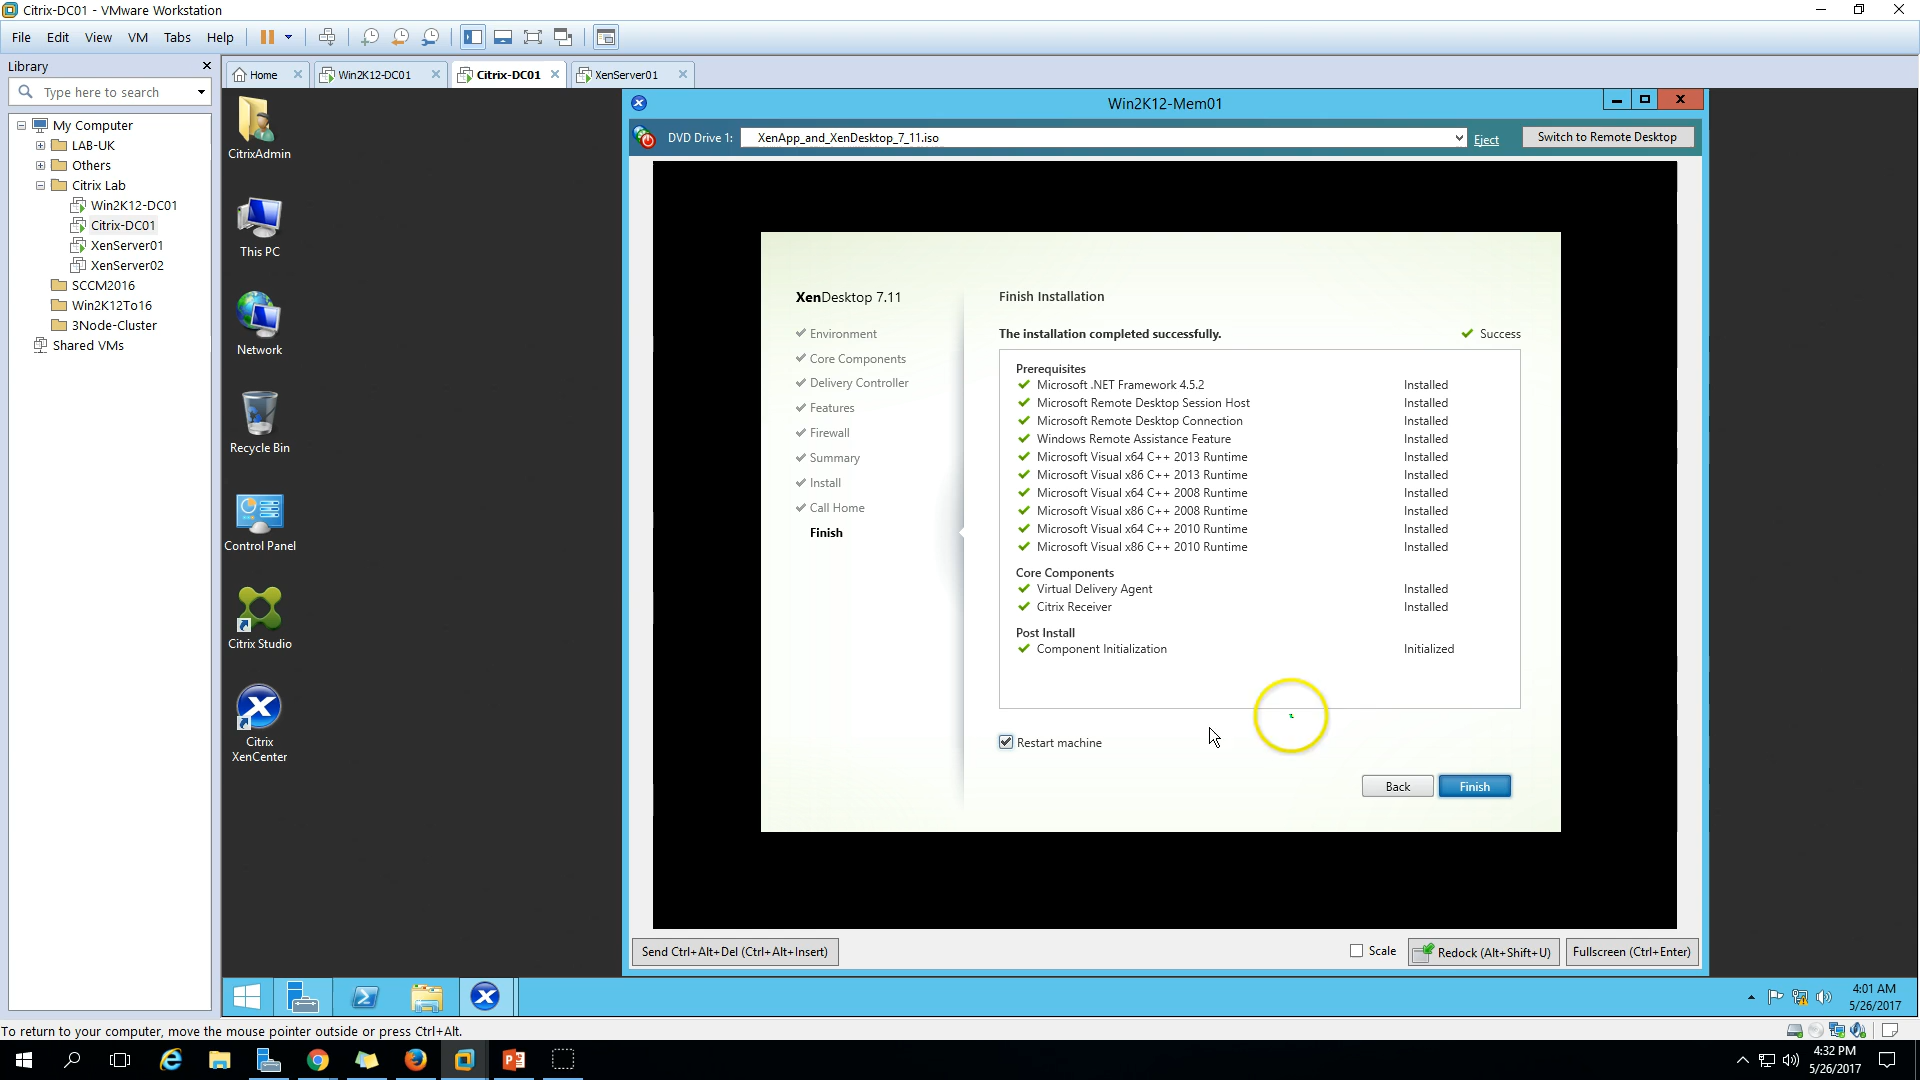 Citrix-DC01 - VMware Workstation
File Edit View VM Tabs Help
Library
Type here to search
My Computer
LAB-UK
Others
Citrix Lab
Win2K12-DC01
Citrix-DC01
XenServer01
XenServer02
SCCM2016
Win2K12To16
3Node-Cluster
Shared VMs
Home
Win2K12-DC01
Citrix-DC01
XenServer01
CitrixAdmin
This PC
Network
Recycle Bin
Control Panel
Citrix Studio
Citrix
XenCenter
Win2K12-Mem01
DVD Drive 1: XenApp_and_XenDesktop_7_11.iso Eject Switch to Remote Desktop
XenDesktop 7.11
Environment
Core Components
Delivery Controller
Features
Firewall
Summary
Install
Call Home
Finish
Finish Installation
The installation completed successfully. Success
Prerequisites
Microsoft .NET Framework 4.5.2 Installed
Microsoft Remote Desktop Session Host Installed
Microsoft Remote Desktop Connection Installed
Windows Remote Assistance Feature Installed
Microsoft Visual x64 C++ 2013 Runtime Installed
Microsoft Visual x86 C++ 2013 Runtime Installed
Microsoft Visual x64 C++ 2008 Runtime Installed
Microsoft Visual x86 C++ 2008 Runtime Installed
Microsoft Visual x64 C++ 2010 Runtime Installed
Microsoft Visual x86 C++ 2010 Runtime Installed
Core Components
Virtual Delivery Agent Installed
Citrix Receiver Installed
Post Install
Component Initialization Initialized
Restart machine
Back Finish
Send Ctrl+Alt+Del (Ctrl+Alt+Insert) Scale Redock (Alt+Shift+U) Fullscreen (Ctrl+Enter)
4:01 AM
5/26/2017
To return to your computer, move the mouse pointer outside or press Ctrl+Alt.
4:32 PM
5/26/2017